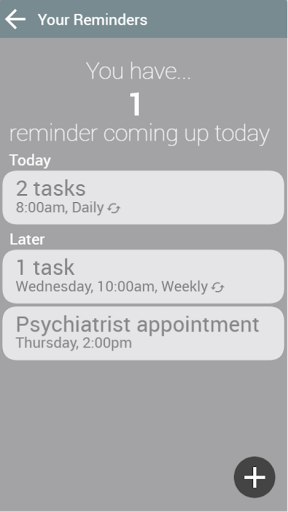 Your Reminders
You have...
1
reminder coming up today
Today
2 tasks
8:00am, Daily
Later
1 task
Wednesday, 10:00am, Weekly
Psychiatrist appointment
Thursday, 2:00pm